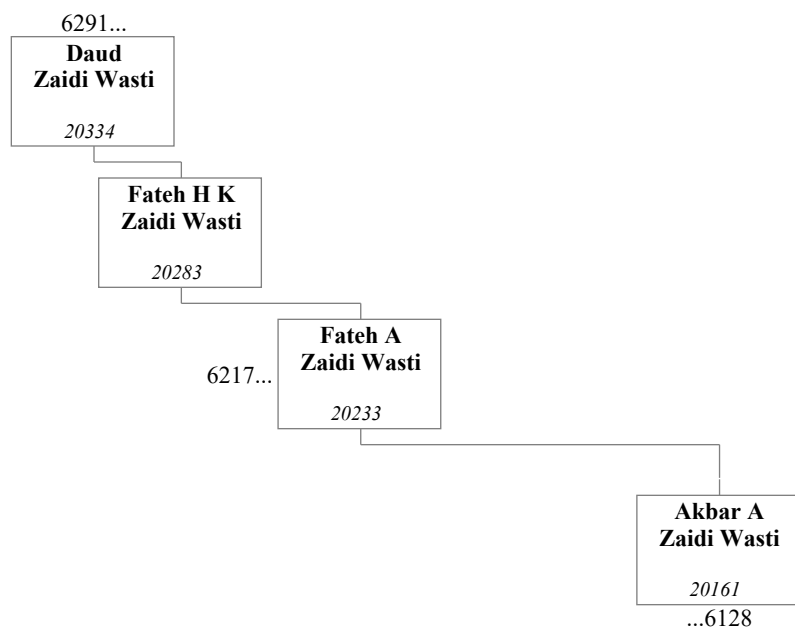 6291...
Daud
Zaidi Wasti
20334
Fateh H K
Zaidi Wasti
20283
Fateh A
Zaidi Wasti
6217...
20233
Akbar A
Zaidi Wasti
20161
...6128